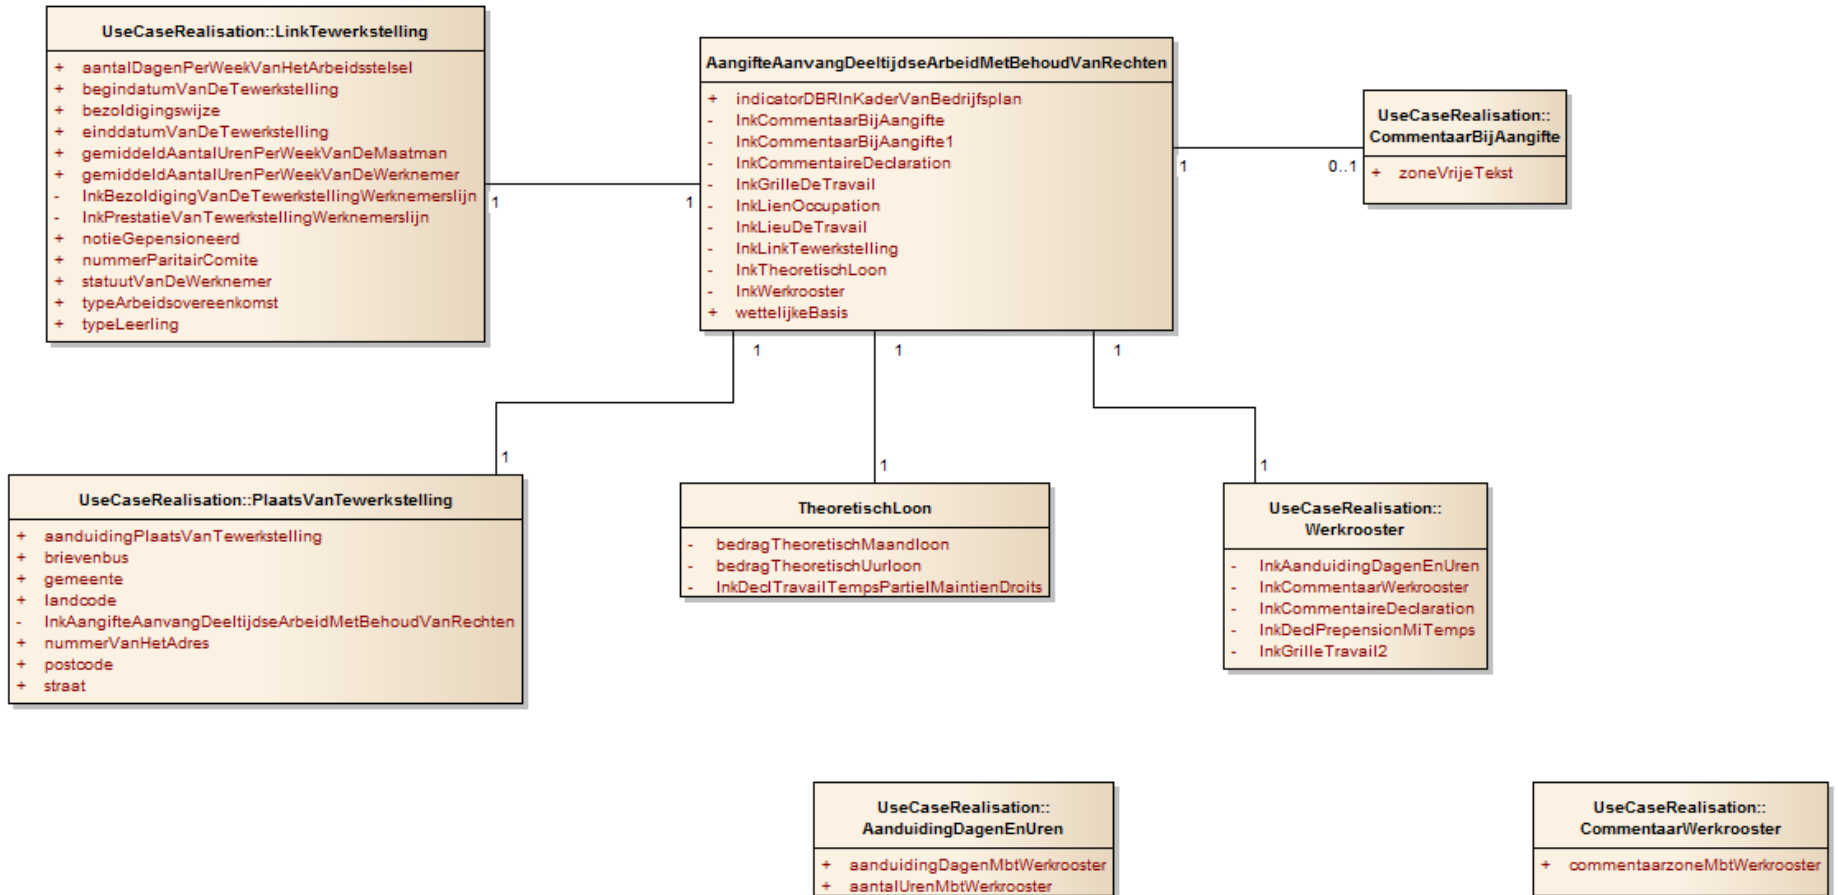 UseCaseRealisation::LinkTewerkstelling
+ aantalDagenPerWeekVanHetArbeidsstelsel
+ begindatumVanDeTewerkstelling
+ bezoldigingswijze
+ einddatumVanDeTewerkstelling
+ gemiddeldAantalUrenPerWeekVanDeMaatman
+ gemiddeldAantalUrenPerWeekVanDeWerknemer
- lnkBezoldigingVanDeTewerkstellingWerknemerslijn
- lnkPrestatieVanTewerkstellingWerknemerslijn
+ notieGepensioneerd
+ nummerParitairComite
+ statuutVanDeWerknemer
+ typeArbeidsovereenkomst
+ typeLeerling
1
1
AangifteAanvangDeeltijdseArbeidMetBehoudVanRechten
+ indicatorDBRInKaderVanBedrijfsplan
- lnkCommentaarBijAangifte
- lnkCommentaarBijAangifte1
- lnkCommentaireDeclaration
- lnkGrilleDeTravail
- lnkLienOccupation
- lnkLieuDeTravail
- lnkLinkTewerkstelling
- lnkTheoretischLoon
- lnkWerkrooster
+ wettelijkeBasis
1
0..1
UseCaseRealisation::
CommentaarBijAangifte
+ zoneVrijeTekst
1
1
1
1
1
1
UseCaseRealisation::PlaatsVanTewerkstelling
+ aanduidingPlaatsVanTewerkstelling
+ brievenbus
+ gemeente
+ landcode
- lnkAangifteAanvangDeeltijdseArbeidMetBehoudVanRechten
+ nummerVanHetAdres
+ postcode
+ straat
TheoretischLoon
- bedragTheoretischMaandloon
- bedragTheoretischUurloon
- lnkDeclTravailTempsPartielMaintienDroits
UseCaseRealisation::
Werkrooster
- lnkAanduidingDagenEnUren
- lnkCommentaarWerkrooster
- lnkCommentaireDeclaration
- lnkDeclPrepensionMiTemps
- lnkGrilleTravail2
UseCaseRealisation::
AanduidingDagenEnUren
+ aanduidingDagenMbtWerkrooster
+ aantalUrenMbtWerkrooster
UseCaseRealisation::
CommentaarWerkrooster
+ commentaarzoneMbtWerkrooster